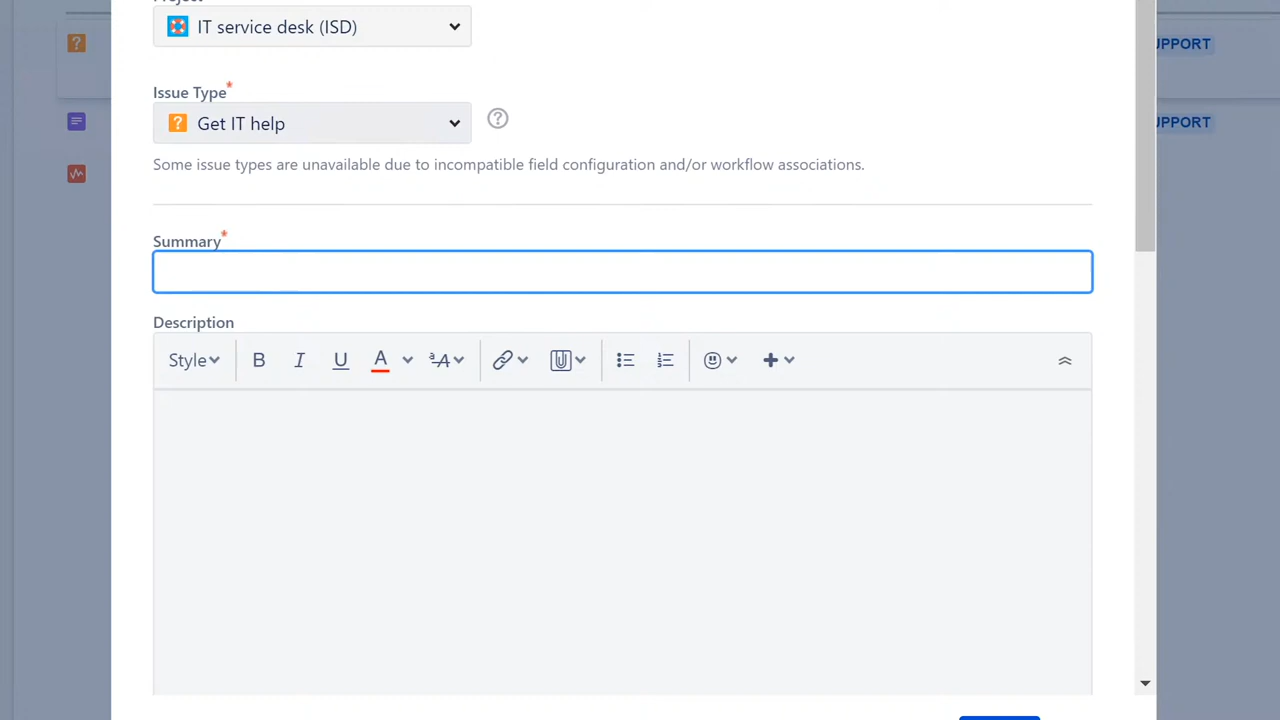 IT service desk (ISD)
UPPORT
Issue Type*
Get IT help
UPPORT
Some issue types are unavailable due to incompatible field configuration and/or workflow associations.
Summary*
Description
Style B I U A ªA